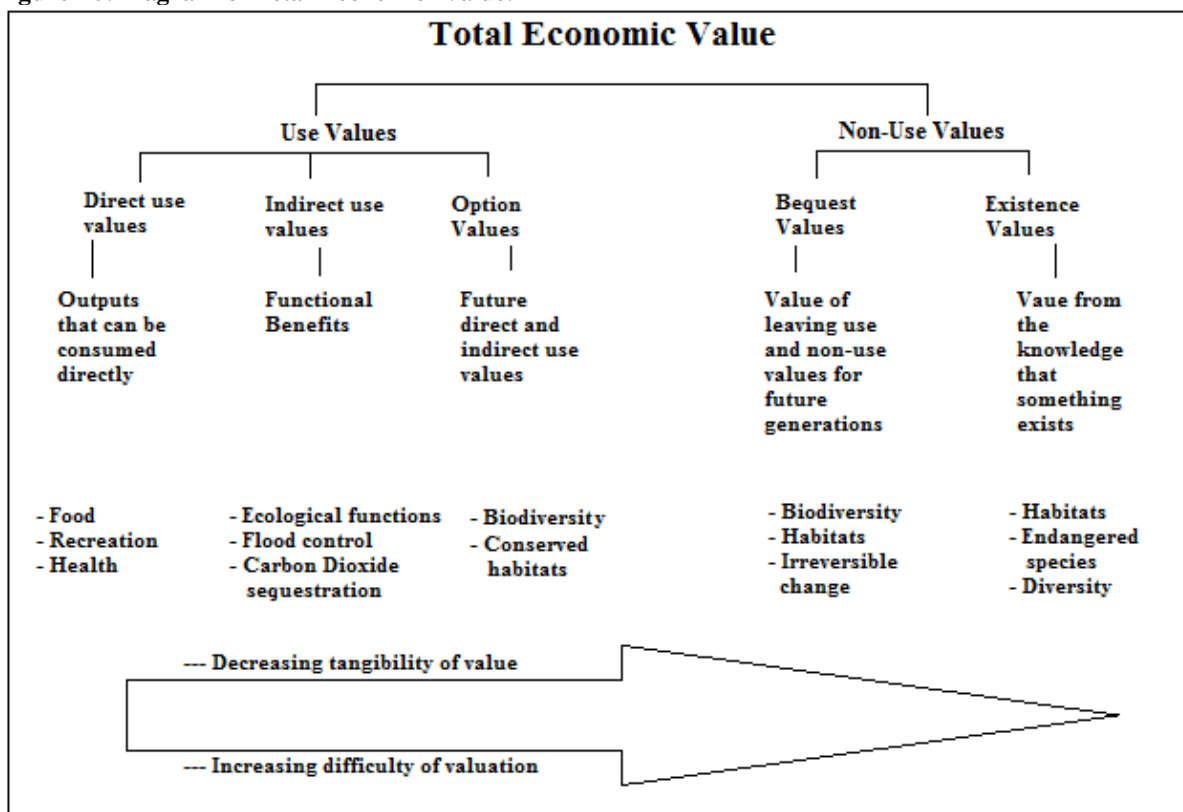 Total Economic Value
Use Values
Non-Use Values
Direct use
values
Indirect use
values
Option
Values
Bequest
Values
Existence
Values
Outputs
that can be
consumed
directly
Functional
Benefits
Future
direct and
indirect use
values
Value of
leaving use
and non-use
values for
future
generations
Vaue from
the
knowledge
that
something
exists
- Food
- Recreation
- Health
- Ecological functions
- Flood control
- Carbon Dioxide
sequestration
- Biodiversity
- Conserved
habitats
- Biodiversity
- Habitats
- Irreversible
change
- Habitats
- Endangered
species
- Diversity
--- Decreasing tangibility of value
--- Increasing difficulty of valuation